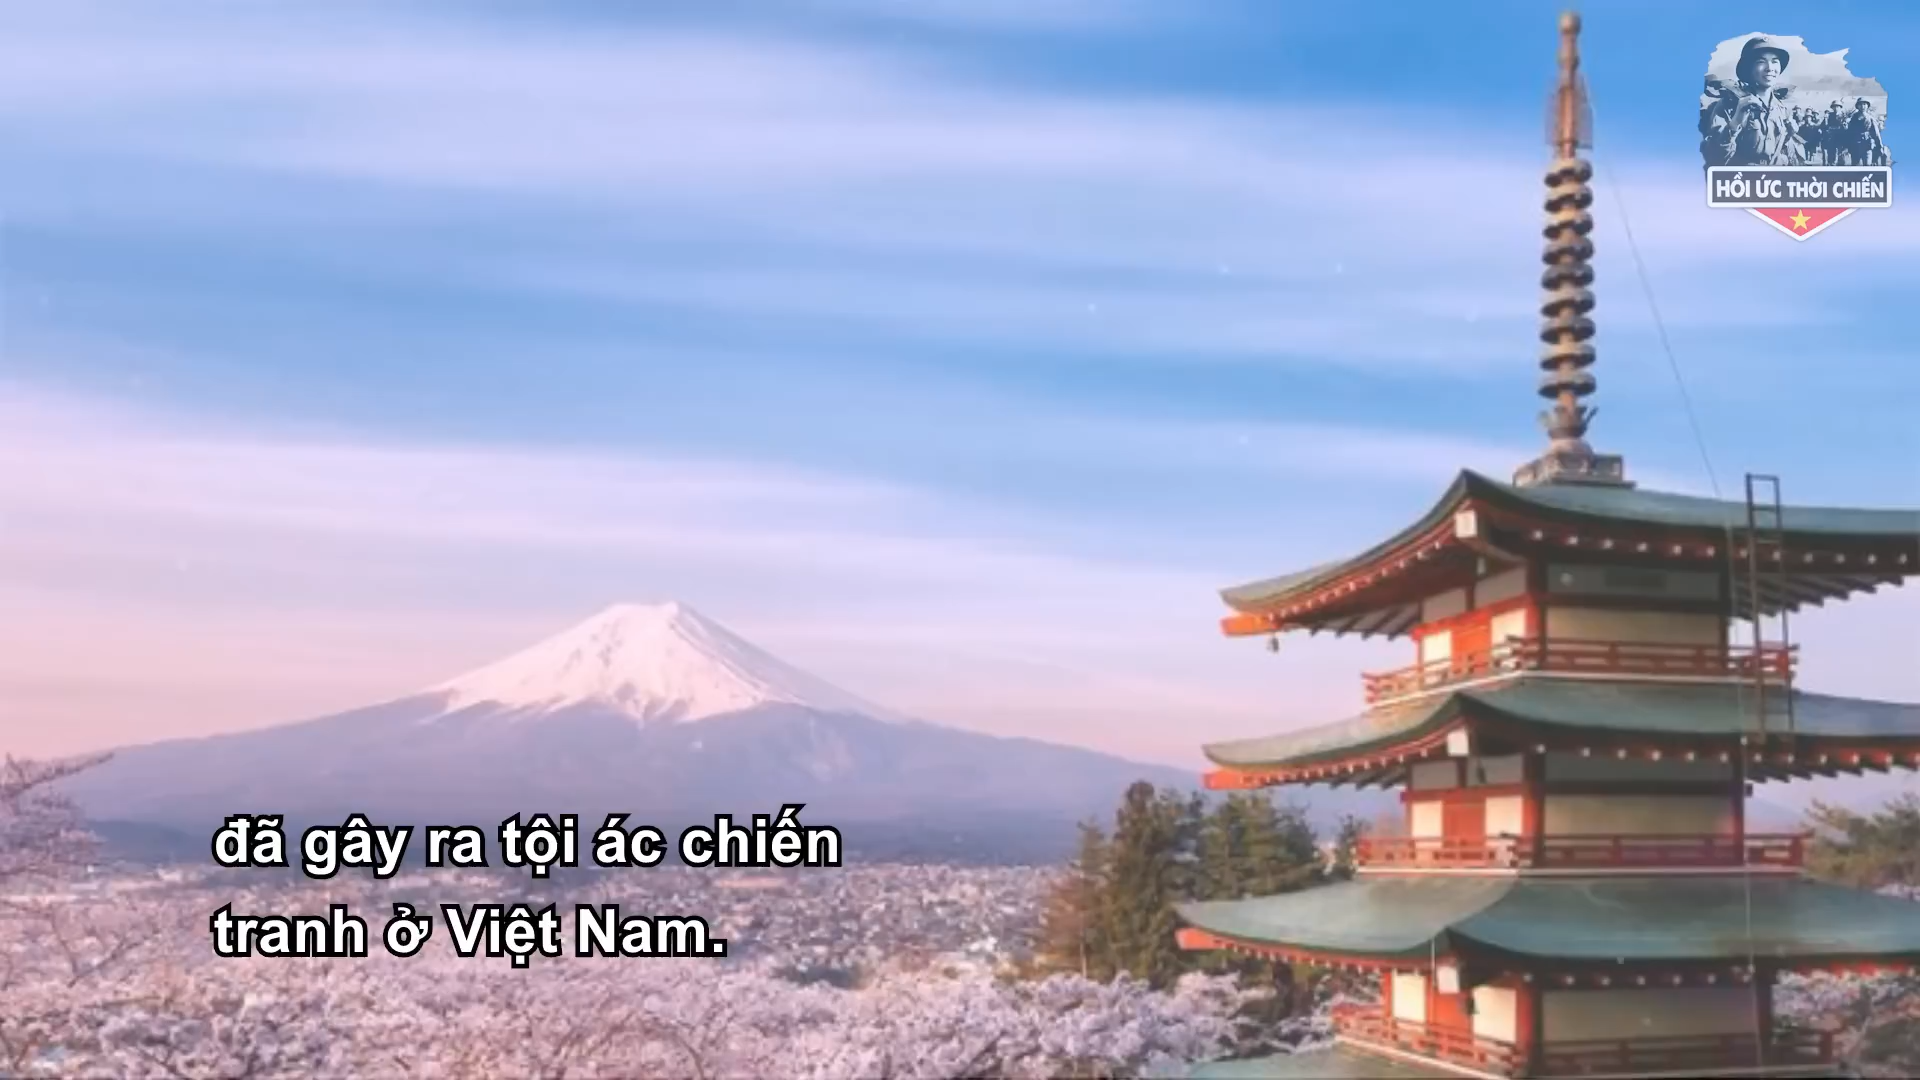 HỒI ỨC THỜI CHIẾN
đã gây ra tội ác chiến
tranh ở Việt Nam.